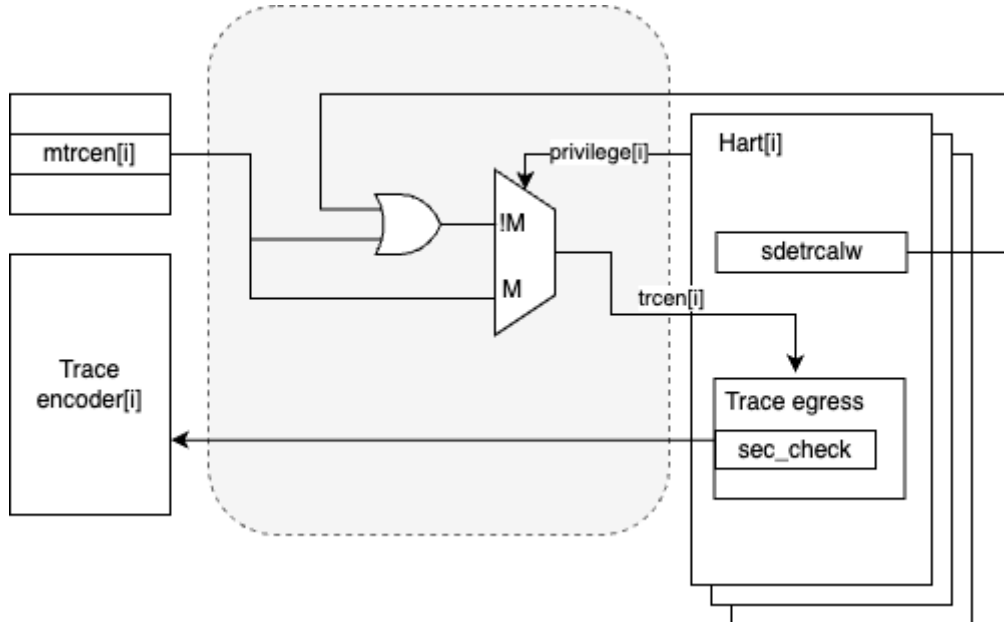 mtrcen[i]
privilege[i]
Hart[i]
!M
sdetrcalw
M
trcen[i]
Trace
encoder[i]
Trace egress
sec_check